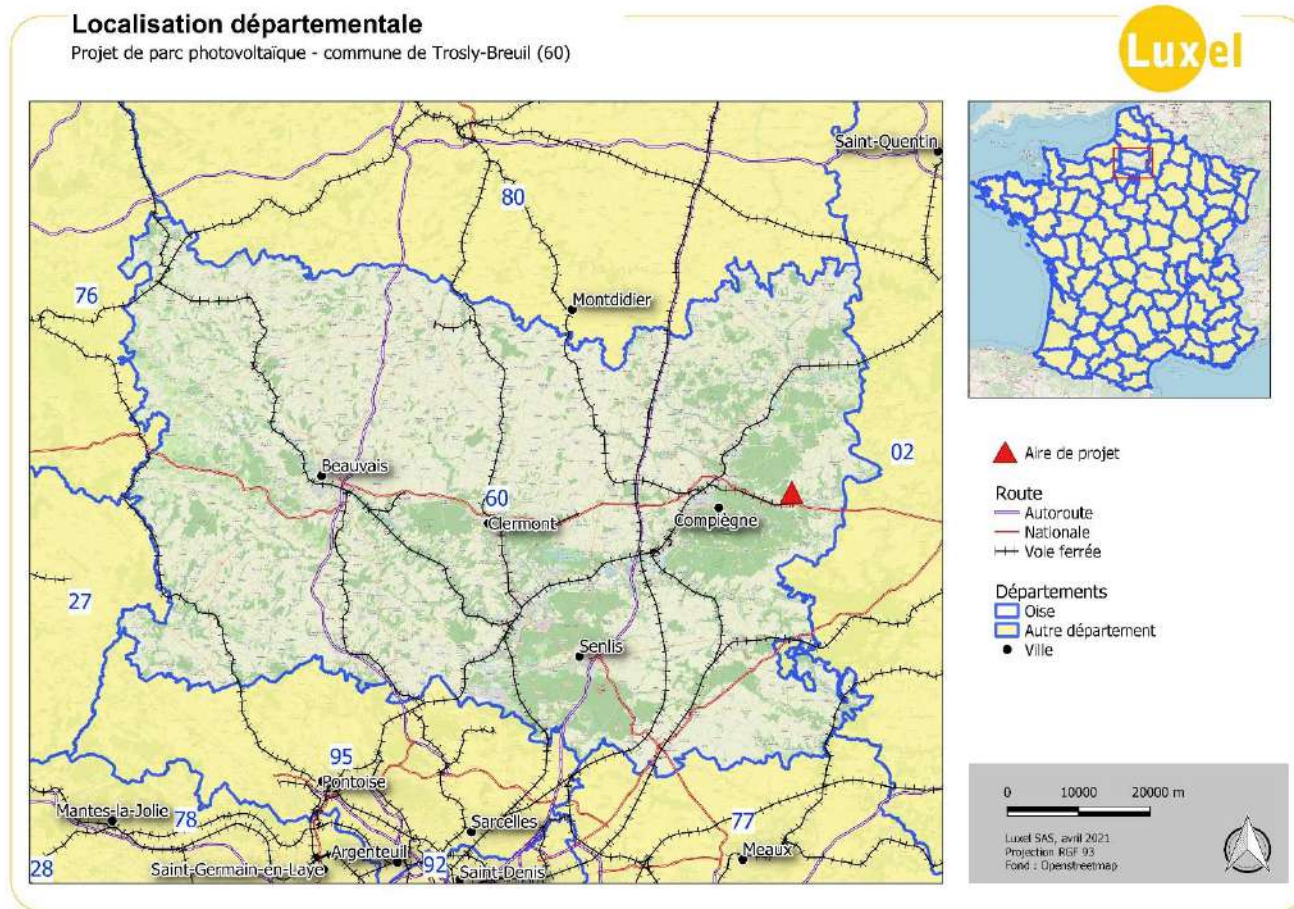 Localisation départementale
Projet de parc photovoltaïque - commune de Trosly-Breuil (60)
Luxel
Saint-Quentin
80
76
Montdidier
02
Beauvais
60
Clermont
Compiègne
27
Senlis
95
Pontoise
Mantes-la-Jolie
78
Sarcelles
77
Argenteuil
Meaux
28
Saint-Germain-en-Laye
92
Saint-Denis
Aire de projet
Route
Autoroute
Nationale
Voie ferrée
Départements
Oise
Autre département
Ville
0 10000 20000 m
Luxel SAS, avril 2021
Projection RGF 93
Fond : Openstreetmap